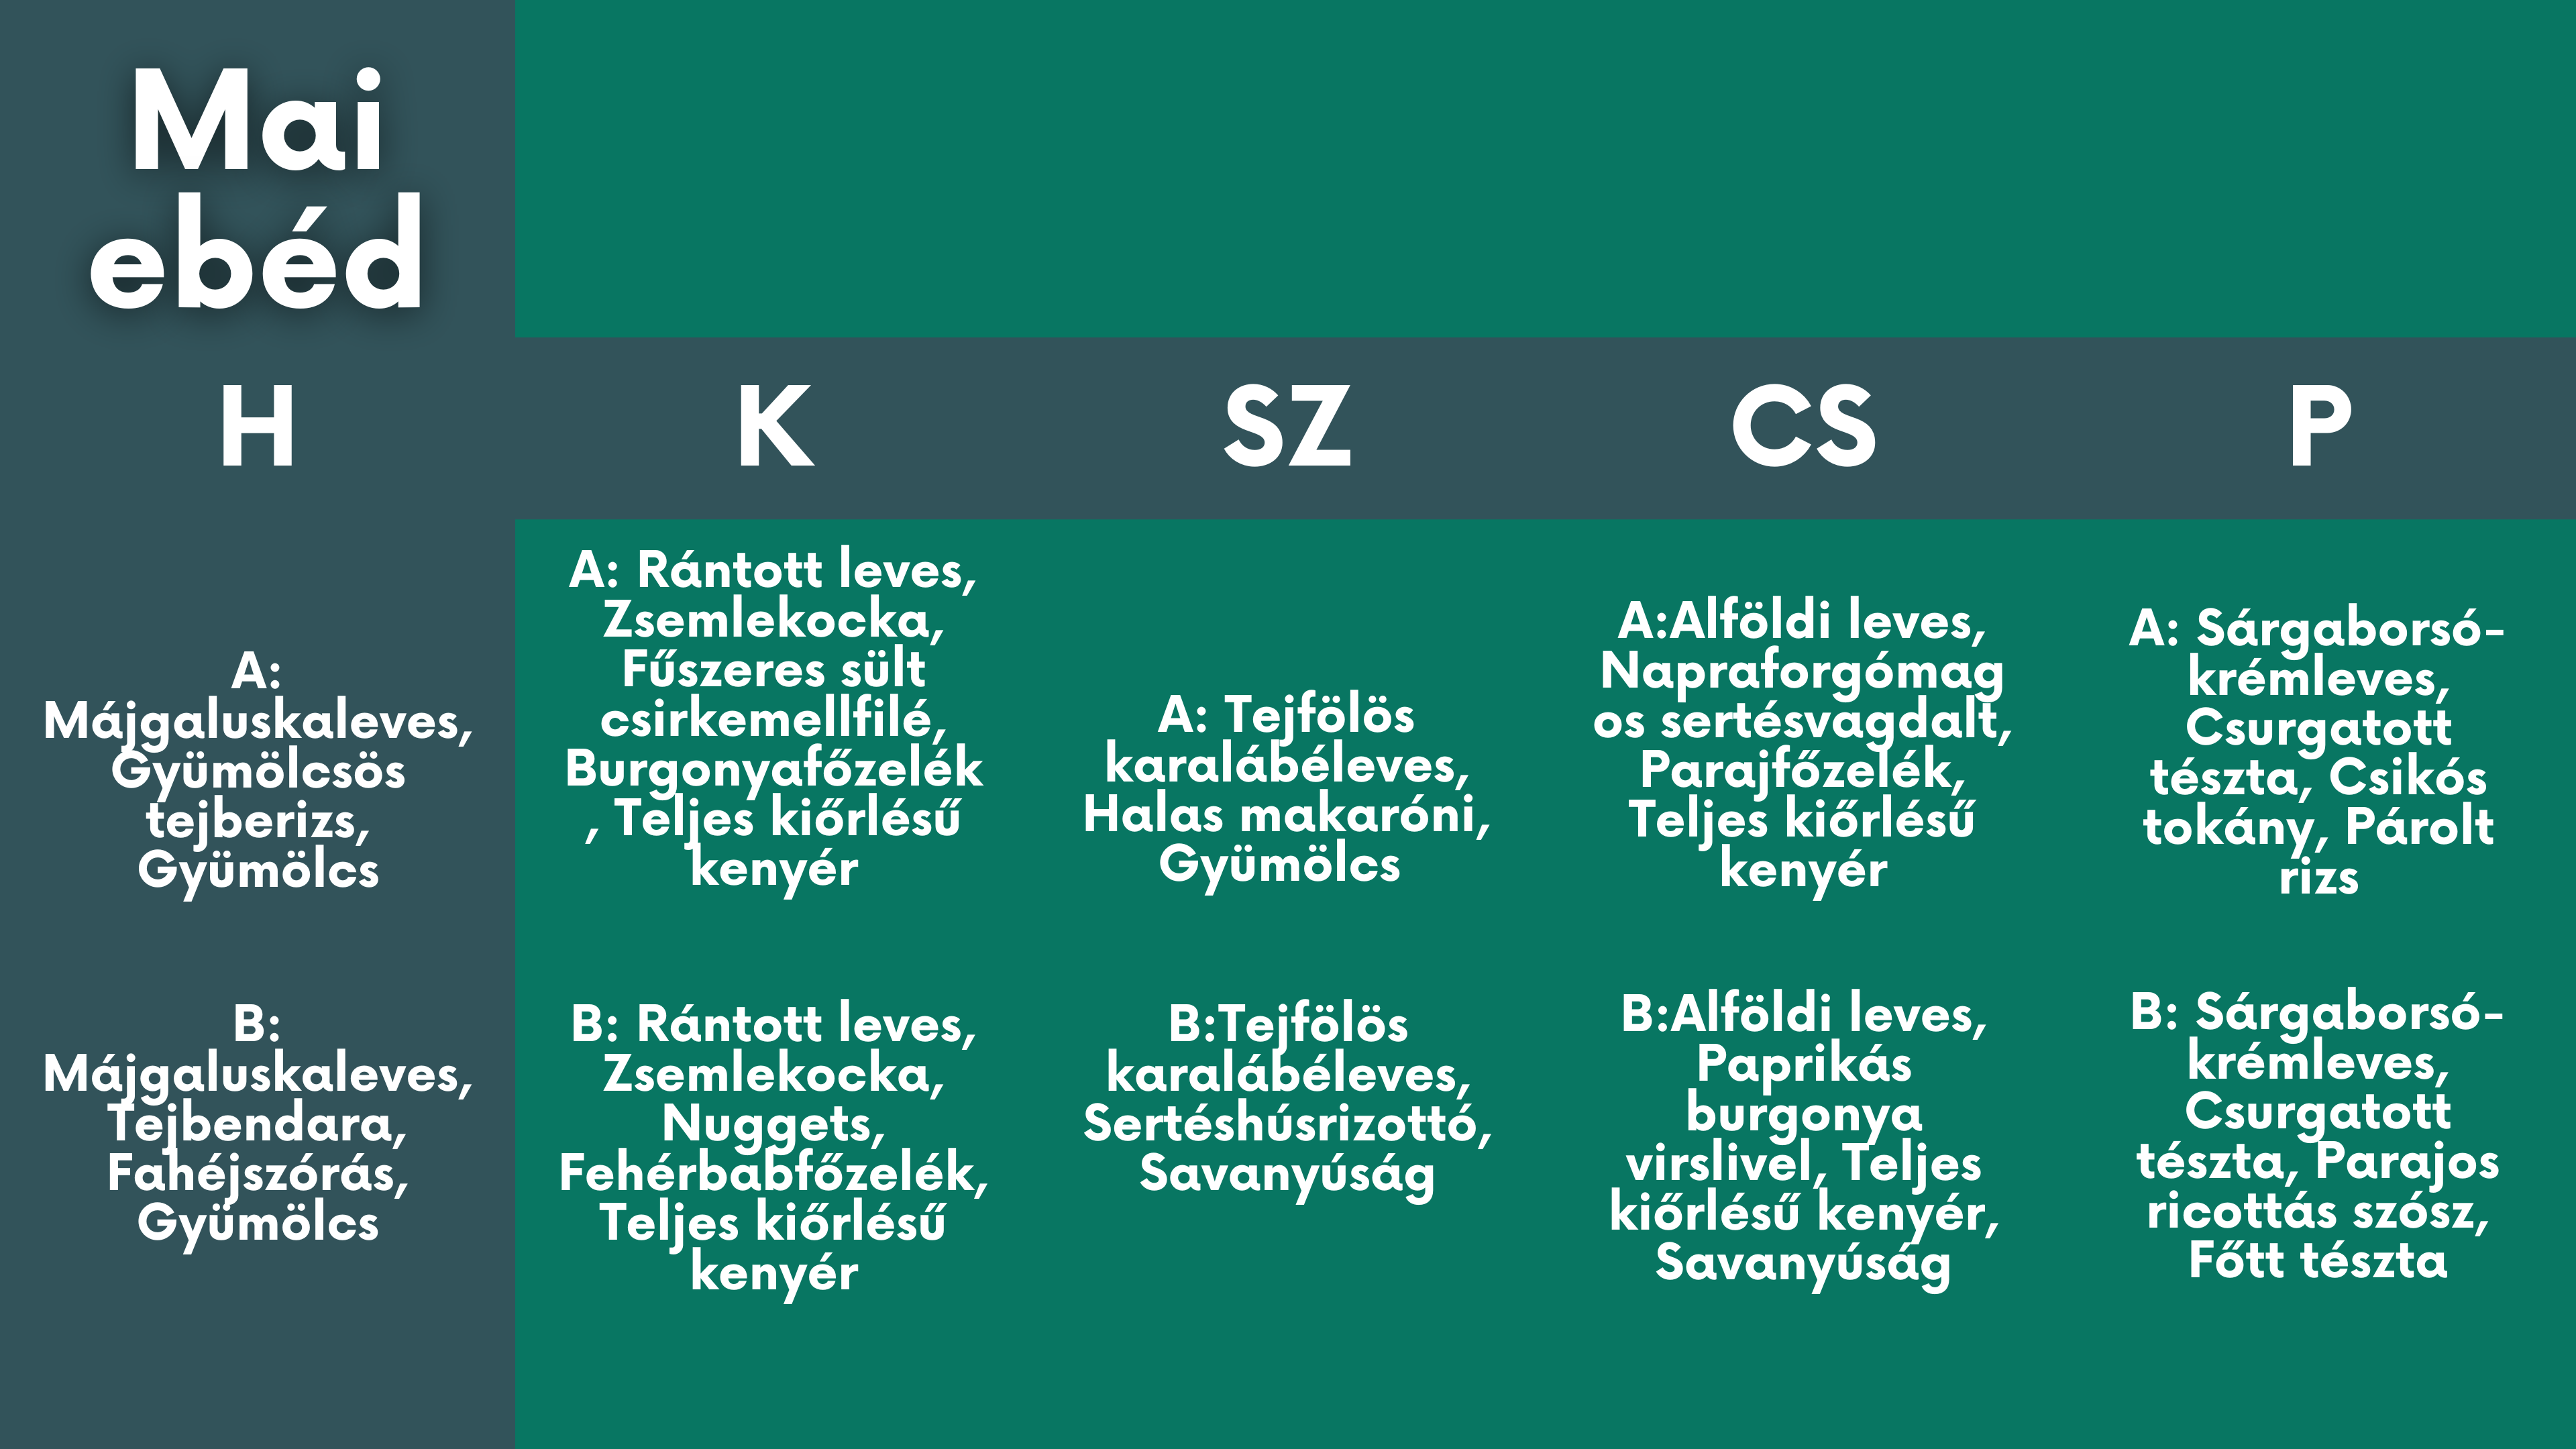 Mai
ebéd
H
K
SZ
CS
P
A:
Májgaluskaleves,
Gyümölcsös
tejberizs,
Gyümölcs
A: Rántott leves,
Zsemlekocka,
Fűszeres sült
csirkemellfilé,
Burgonyafőzelék
, Teljes kiőrlésű
kenyér
A: Tejfölös
karalábéleves,
Halas makaróni,
Gyümölcs
A:Alföldi leves,
Napraforgómag
os sertésvagdalt,
Parajfőzelék,
Teljes kiőrlésű
kenyér
A: Sárgaborsó-
krémleves,
Csurgatott
tészta, Csikós
tokány, Párolt
rizs
B:
Májgaluskaleves,
Tejbendara,
Fahéjszórás,
Gyümölcs
B: Rántott leves,
Zsemlekocka,
Nuggets,
Fehérbabfőzelék,
Teljes kiőrlésű
kenyér
B:Tejfölös
karalábéleves,
Sertéshúsrizottó,
Savanyúság
B:Alföldi leves,
Paprikás
burgonya
virslivel, Teljes
kiőrlésű kenyér,
Savanyúság
B: Sárgaborsó-
krémleves,
Csurgatott
tészta, Parajos
ricottás szósz,
Főtt tészta